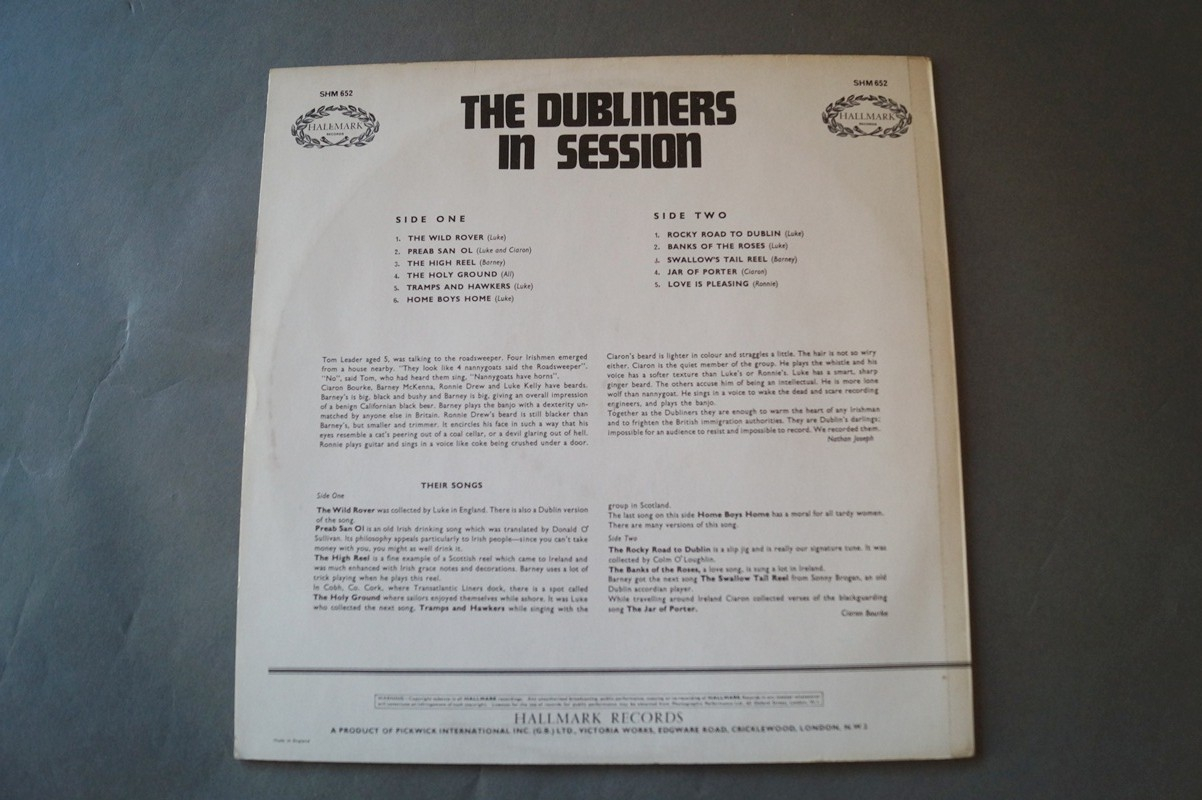 SHM 652
SHM 652
HALLMARK
RECORDS
HALLMARK
RECORDS
THE DUBLINERS
IN SESSION
SIDE ONE
1. THE WILD ROVER (Luke)
2. PREAB SAN OL (Luke and Ciaron)
3. THE HIGH REEL (Barney)
4. THE HOLY GROUND (All)
5. TRAMPS AND HAWKERS (Luke)
6. HOME BOYS HOME (Luke)
SIDE TWO
1. ROCKY ROAD TO DUBLIN (Luke)
2. BANKS OF THE ROSES (Luke)
3. SWALLOW'S TAIL REEL (Barney)
4. JAR OF PORTER (Ciaron)
5. LOVE IS PLEASING (Ronnie)
Tom Leader aged 5, was talking to the roadsweeper. Four Irishmen emerged
from a house nearby. "They look like 4 nannygoats said the Roadsweeper".
"No", said Tom, who had heard them sing, "Nannygoats have horns".
Ciaron Bourke, Barney McKenna, Ronnie Drew and Luke Kelly have beards.
Barney's is big, black and bushy and Barney is big, giving an overall impression
of a benign Californian black bear. Barney plays the banjo with a dexterity un-
matched by anyone else in Britain. Ronnie Drew's beard is still blacker than
Barney's, but smaller and trimmer. It encircles his face in such a way that his
eyes resemble a cat's peering out of a coal cellar, or a devil glaring out of hell.
Ronnie plays guitar and sings in a voice like coke being crushed under a door.
Ciaron's beard is lighter in colour and straggles a little. The hair is not so wiry
either. Ciaron is the quiet member of the group. He plays the whistle and his
voice has a softer texture than Luke's or Ronnie's. Luke has a smart, sharp
ginger beard. The others accuse him of being an intellectual. He is more lone
wolf than nannygoat. He sings in a voice to wake the dead and scare recording
engineers, and plays the banjo.
Together as the Dubliners they are enough to warm the heart of any Irishman
and to frighten the British immigration authorities. They are Dublin's darlings;
impossible for an audience to resist and impossible to record. We recorded them.
Nathan Joseph
THEIR SONGS
Side One
The Wild Rover was collected by Luke in England. There is also a Dublin version
of the song.
Preab San Ol is an old Irish drinking song which was translated by Donald O'
Sullivan. Its philosophy appeals particularly to Irish people—since you can't take
money with you, you might as well drink it.
The High Reel is a fine example of a Scottish reel which came to Ireland and
was much enhanced with Irish grace notes and decorations. Barney uses a lot of
trick playing when he plays this reel.
In Cobh, Co. Cork, where Transatlantic Liners dock, there is a spot called
The Holy Ground where sailors enjoyed themselves while ashore. It was Luke
who collected the next song, Tramps and Hawkers while singing with the
group in Scotland.
The last song on this side Home Boys Home has a moral for all tardy women.
There are many versions of this song.
Side Two
The Rocky Road to Dublin is a slip jig and is really our signature tune. It was
collected by Colm O'Loughlin.
The Banks of the Roses, a love song, is sung a lot in Ireland.
Barney got the next song The Swallow Tail Reel from Sonny Brogan, an old
Dublin accordian player.
While travelling around Ireland Ciaron collected verses of the blackguarding
song The Jar of Porter.
Ciaron Bourke
HALLMARK RECORDS
A PRODUCT OF PICKWICK INTERNATIONAL INC. (G.B.) LTD., VICTORIA WORKS, EDGWARE ROAD, CRICKLEWOOD, LONDON, N.W.2.